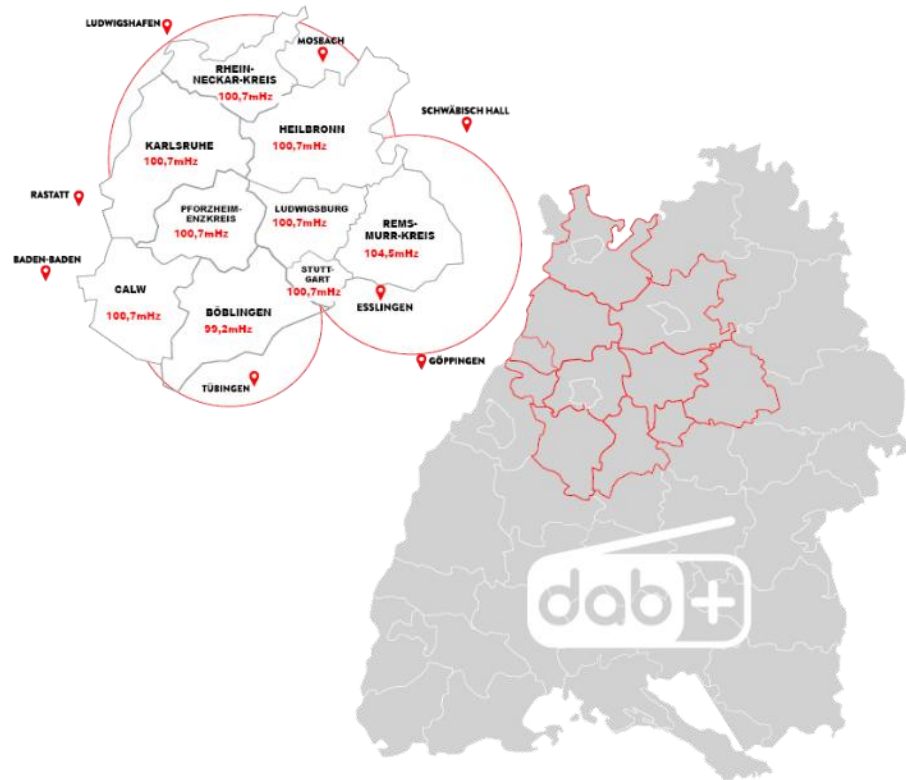 LUDWIGSHAFEN
MOSBACH
RHEIN-
NECKAR-KREIS
100,7mHz
SCHWÄBISCH HALL
HEILBRONN
100,7mHz
KARLSRUHE
100,7mHz
RASTATT
PFORZHEIM-
ENZKREIS
100,7mHz
LUDWIGSBURG
100,7mHz
REMS-
MURR-KREIS
104,5mHz
BADEN-BADEN
STUTT-
GART
100,7mHz
CALW
100,7mHz
BÖBLINGEN
99,2mHz
ESSLINGEN
GÖPPINGEN
TÜBINGEN
dab+